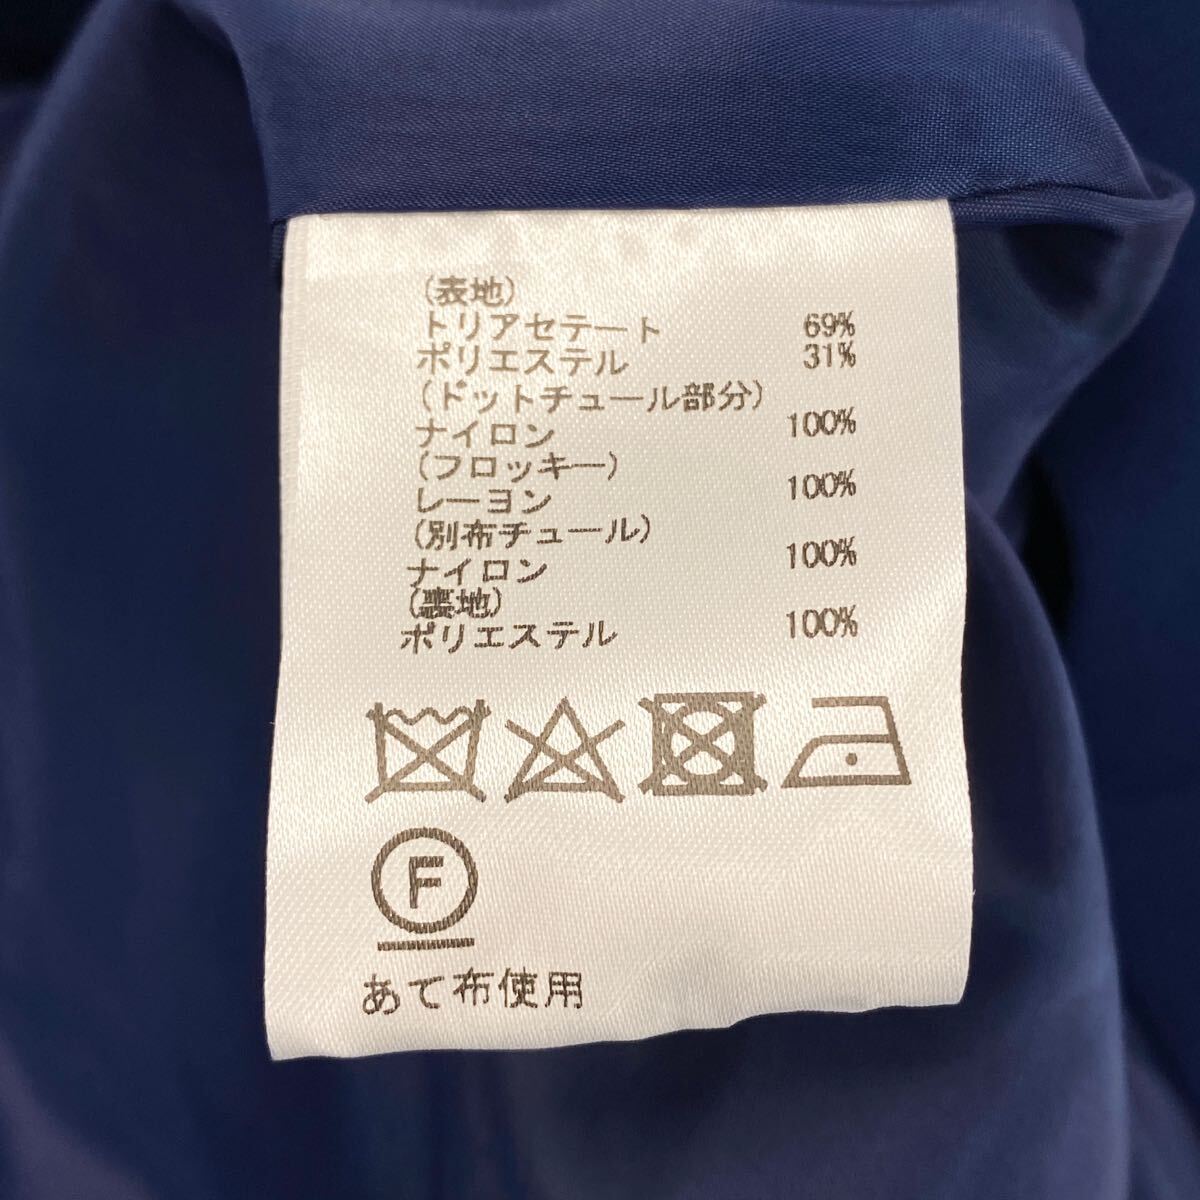 (表地)
トリアセテート 69%
ポリエステル 31%
(ドットチュール部分)
ナイロン 100%
(フロッキー)
レーヨン 100%
(別布チュール)
ナイロン 100%
(裏地)
ポリエステル 100%
F
あて布使用